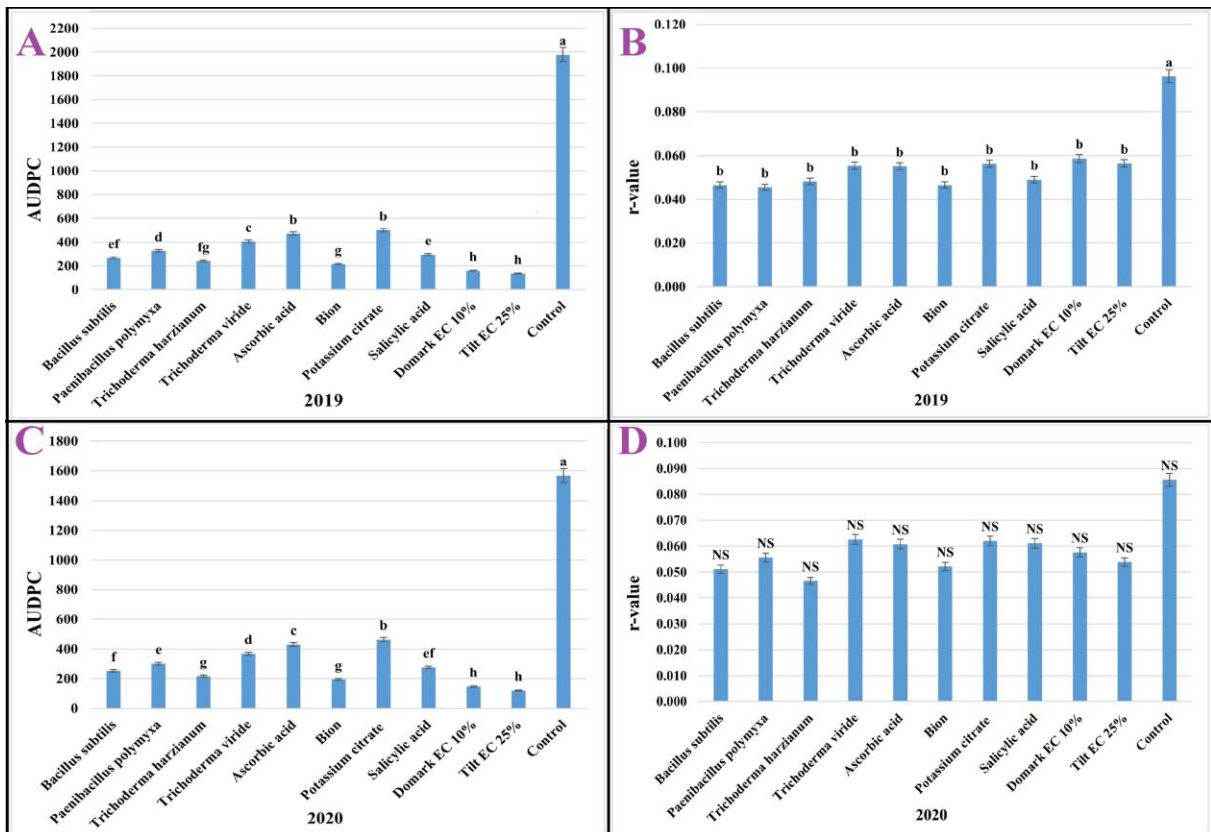 A
AUDPC
2200
2000
1800
1600
1400
1200
1000
800
600
400
200
0
ef
d
fg
c
b
g
b
e
h
h
a
Bacillus subtilis
Paenibacillus polymyxa
Trichoderma harzianum
Trichoderma viride
Ascorbic acid
Bion
Potassium citrate
Salicylic acid
Domark EC 10%
Tilt EC 25%
Control
2019
B
r-value
0.120
0.100
0.080
0.060
0.040
0.020
0.000
b
b
b
b
b
b
b
b
b
b
a
Bacillus subtilis
Paenibacillus polymyxa
Trichoderma harzianum
Trichoderma viride
Ascorbic acid
Bion
Potassium citrate
Salicylic acid
Domark EC 10%
Tilt EC 25%
Control
2019
C
AUDPC
1800
1600
1400
1200
1000
800
600
400
200
0
f
e
g
d
c
g
b
ef
h
h
a
Bacillus subtilis
Paenibacillus polymyxa
Trichoderma harzianum
Trichoderma viride
Ascorbic acid
Bion
Potassium citrate
Salicylic acid
Domark EC 10%
Tilt EC 25%
Control
2020
D
r-value
0.100
0.090
0.080
0.070
0.060
0.050
0.040
0.030
0.020
0.010
0.000
NS
NS
NS
NS
NS
NS
NS
NS
NS
NS
NS
Bacillus subtilis
Paenibacillus polymyxa
Trichoderma harzianum
Trichoderma viride
Ascorbic acid
Bion
Potassium citrate
Salicylic acid
Domark EC 10%
Tilt EC 25%
Control
2020